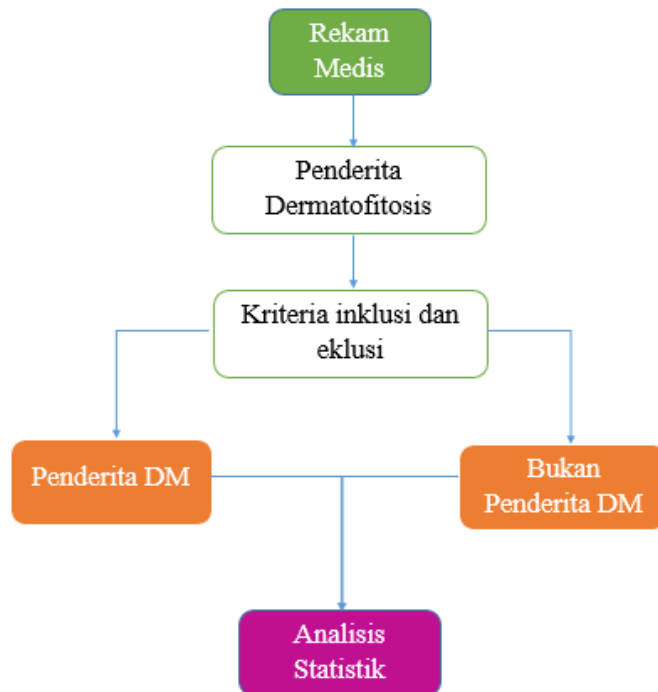 Rekam
Medis
Penderita
Dermatofitosis
Kriteria inklusi dan
eklusi
Penderita DM
Bukan
Penderita DM
Analisis
Statistik